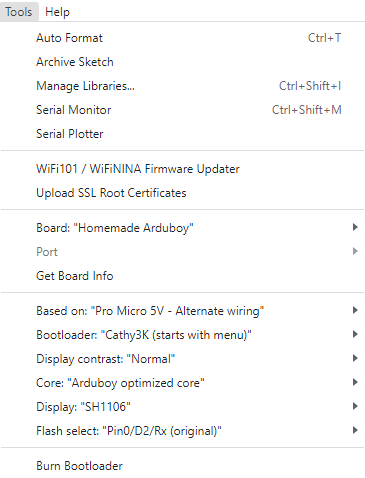 Tools Help
Auto Format Ctrl+T
Archive Sketch
Manage Libraries... Ctrl+Shift+I
Serial Monitor Ctrl+Shift+M
Serial Plotter
WiFi101 / WiFiNINA Firmware Updater
Upload SSL Root Certificates
Board: "Homemade Arduboy"
Port
Get Board Info
Based on: "Pro Micro 5V - Alternate wiring"
Bootloader: "Cathy3K (starts with menu)"
Display contrast: "Normal"
Core: "Arduboy optimized core"
Display: "SH1106"
Flash select: "Pin0/D2/Rx (original)"
Burn Bootloader